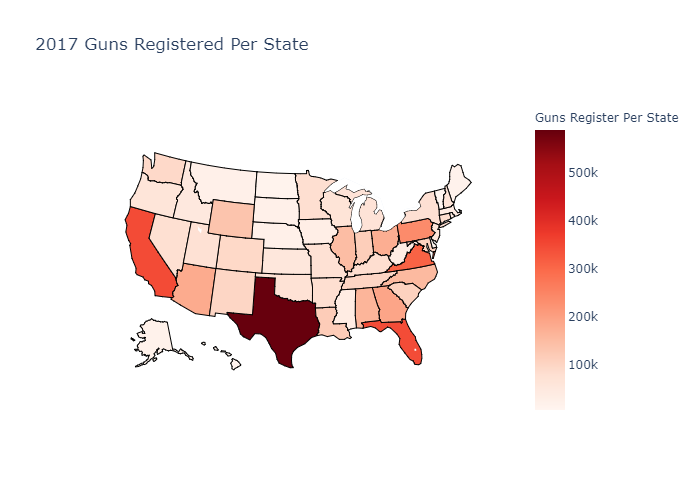 2017 Guns Registered Per State
Guns Register Per State
500k
400k
300k
200k
100k